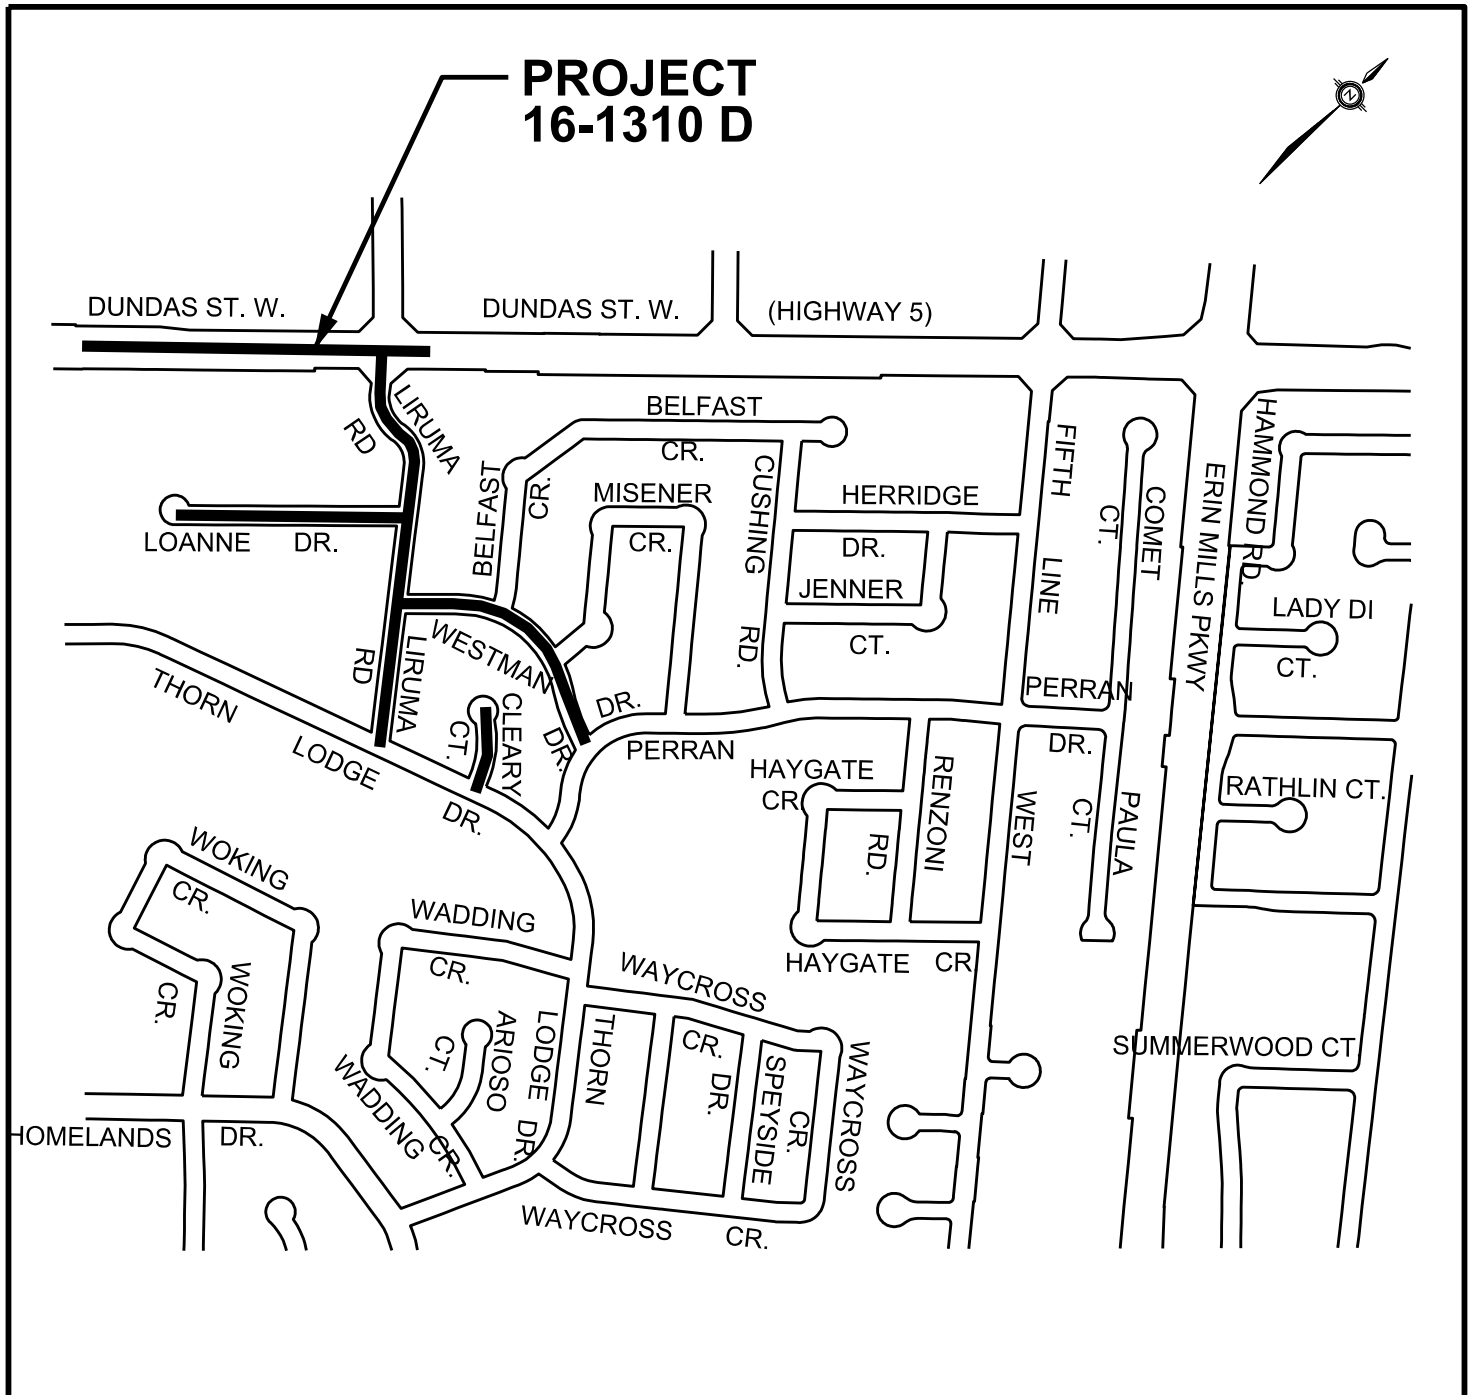 PROJECT
16-1310 D
N
DUNDAS ST. W.
DUNDAS ST. W.
(HIGHWAY 5)
LIRUMA
RD
BELFAST
CR.
BELFAST
CR.
MISENER
CR.
CUSHING
RD.
HERRIDGE
DR.
JENNER
CT.
FIFTH
LINE
WEST
COMET
CT.
ERIN MILLS PKWY
HAMMOND RD.
LADY DI
CT.
LOANNE DR.
LIRUMA
RD
WESTMAN
DR.
CLEARY
CT.
THORN
LODGE
DR.
DR.
PERRAN
PERRAN
DR.
HAYGATE
CR.
RENZONI
RD.
PAULA
CT.
RATHLIN CT.
WOKING
CR.
WOKING
CR.
WADDING
CR.
HAYGATE CR.
WAYCROSS
CR.
ARIOSO
CT.
LODGE
DR.
THORN
SPEYSIDE
DR.
WAYCROSS
CR.
SUMMERWOOD CT
WADDING
CR.
HOMELANDS DR.
WAYCROSS CR.